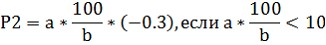 P2 = a * 100/b * (−0.3), если a * 100/b < 10